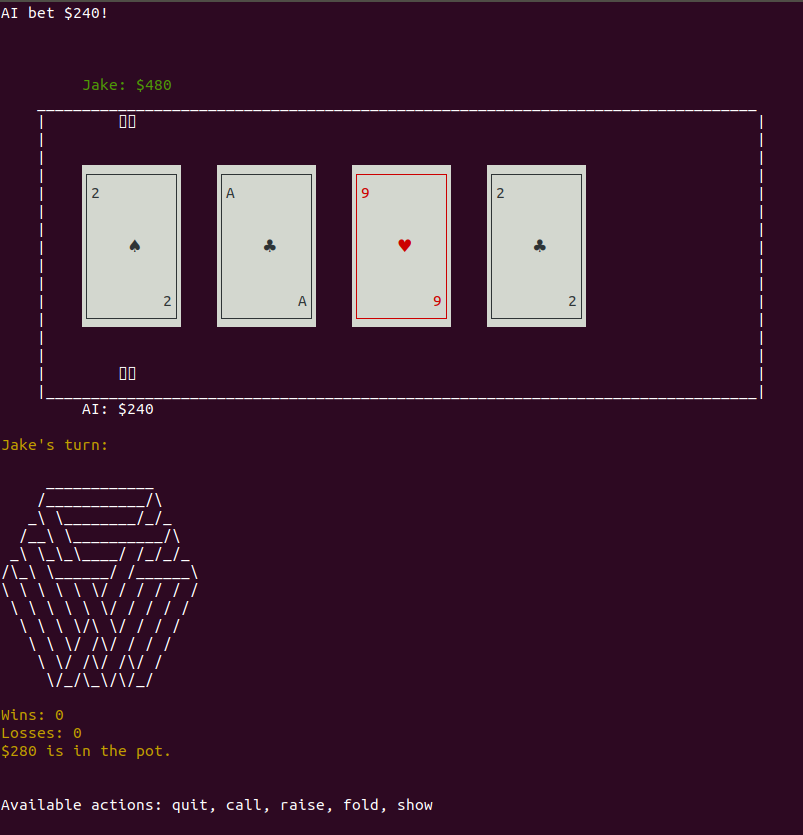 AI bet $240!
Jake: $480
2 A 9 2
♠ ♣ ♥ ♣
2 A 9 2
AI: $240
Jake's turn:
Wins: 0
Losses: 0
$280 is in the pot.
Available actions: quit, call, raise, fold, show